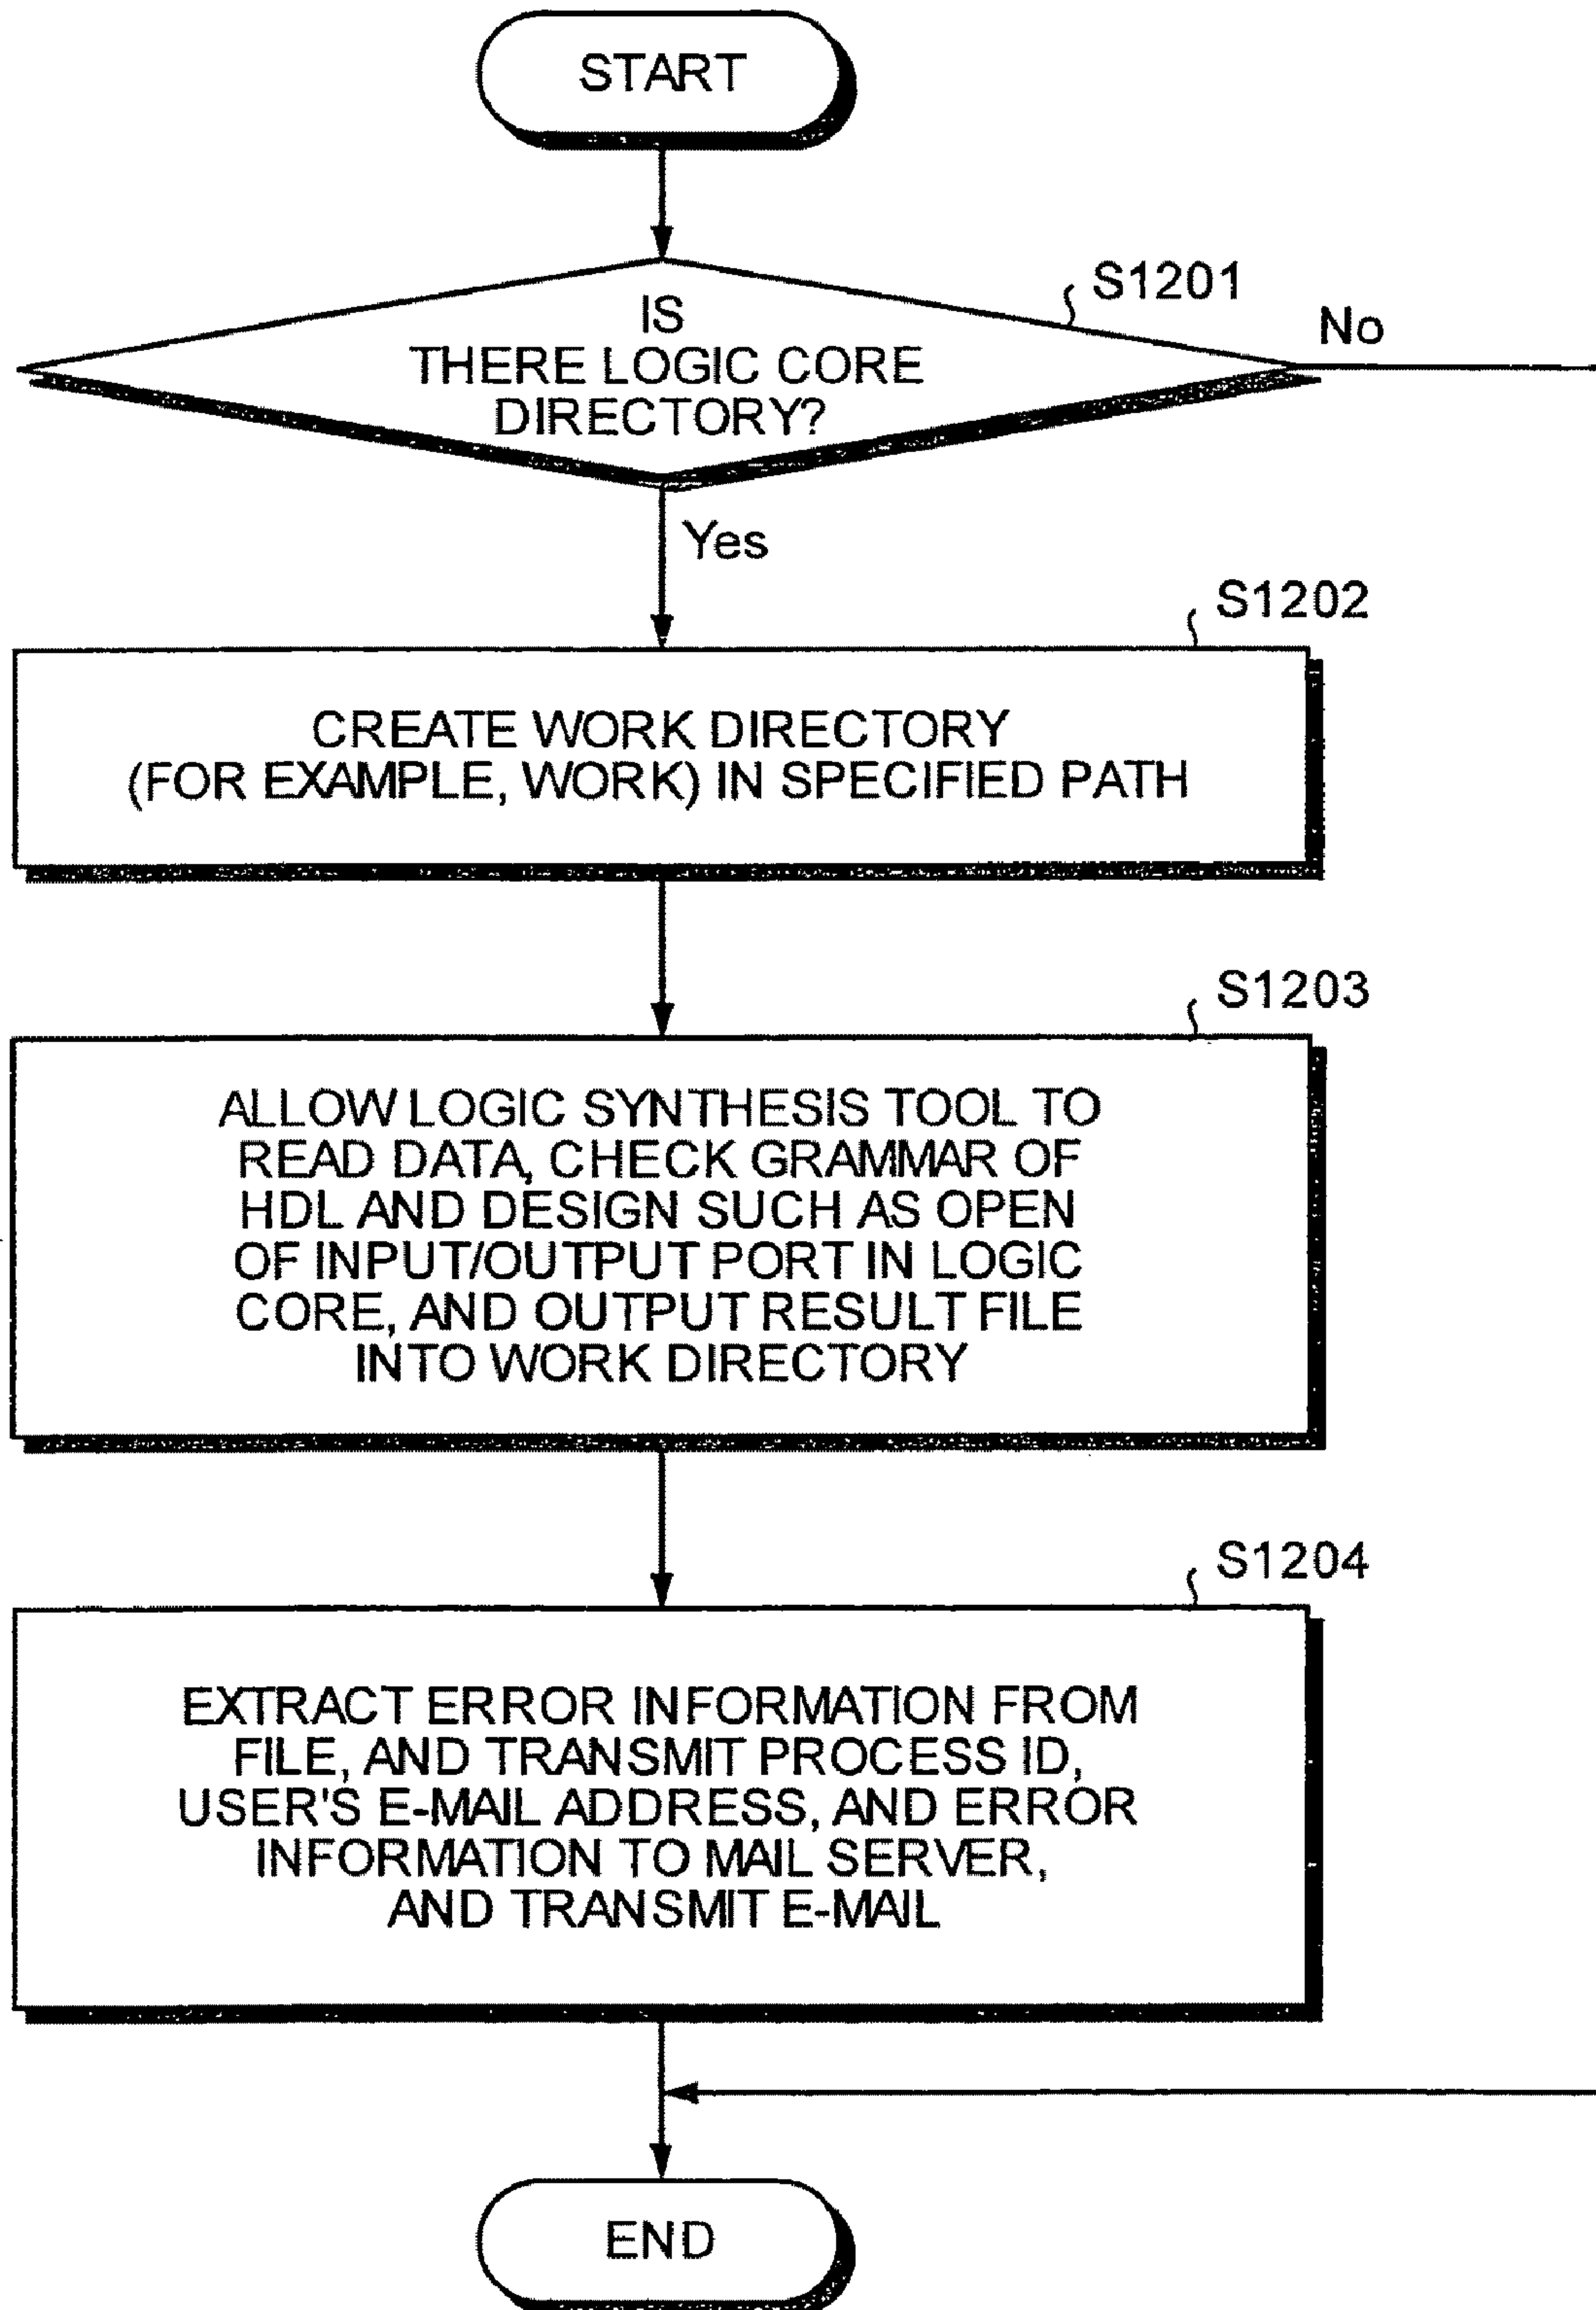 START
S1201
No
IS
THERE LOGIC CORE
DIRECTORY?
Yes
S1202
CREATE WORK DIRECTORY
(FOR EXAMPLE, WORK) IN SPECIFIED PATH
S1203
ALLOW LOGIC SYNTHESIS TOOL TO
READ DATA, CHECK GRAMMAR OF
HDL AND DESIGN SUCH AS OPEN
OF INPUT/OUTPUT PORT IN LOGIC
CORE, AND OUTPUT RESULT FILE
INTO WORK DIRECTORY
S1204
EXTRACT ERROR INFORMATION FROM
FILE, AND TRANSMIT PROCESS ID,
USER'S E-MAIL ADDRESS, AND ERROR
INFORMATION TO MAIL SERVER,
AND TRANSMIT E-MAIL
END